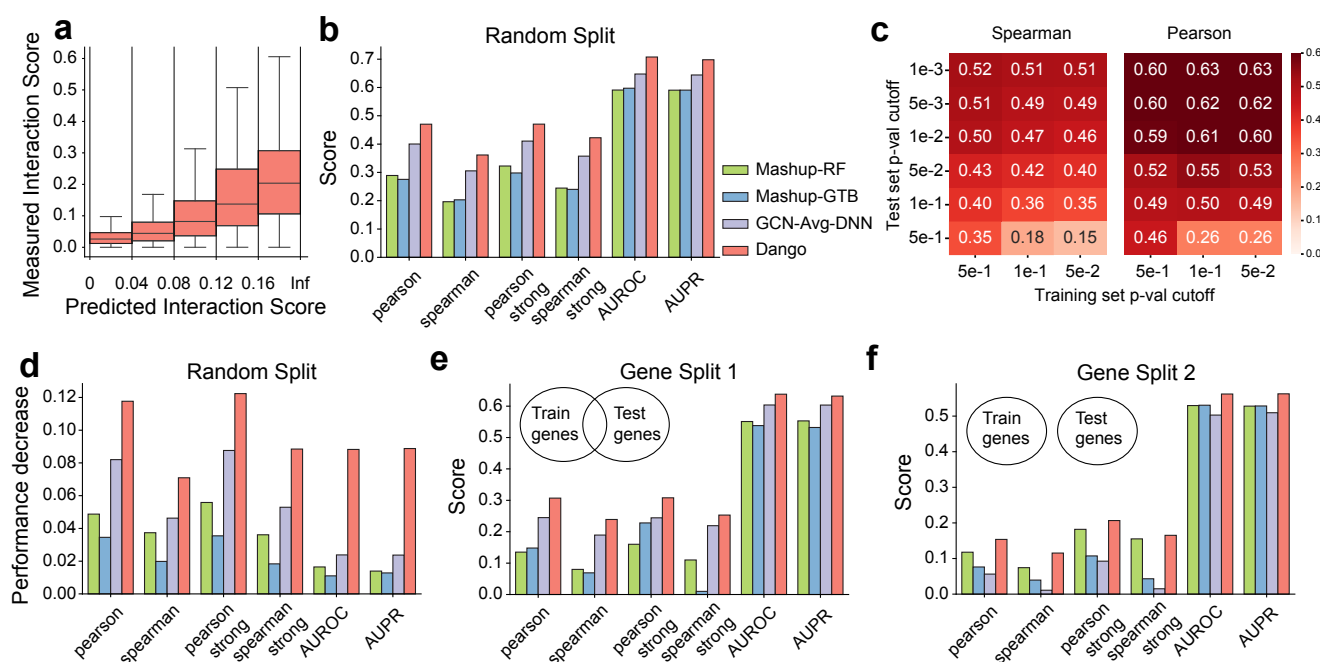 a
Measured Interaction Score
0.6
0.5
0.4
0.3
0.2
0.1
0.0
0 0.04 0.08 0.12 0.16 Inf
Predicted Interaction Score
b
Random Split
Score
0.7
0.6
0.5
0.4
0.3
0.2
0.1
0.0
pearson
spearman
pearson
strong
spearman
strong
AUROC
AUPR
Mashup-RF
Mashup-GTB
GCN-Avg-DNN
Dango
c
Spearman Pearson
Test set p-val cutoff
1e-3 0.52 0.51 0.51 0.60 0.63 0.63
5e-3 0.51 0.49 0.49 0.60 0.62 0.62
1e-2 0.50 0.47 0.46 0.59 0.61 0.60
5e-2 0.43 0.42 0.40 0.52 0.55 0.53
1e-1 0.40 0.36 0.35 0.49 0.50 0.49
5e-1 0.35 0.18 0.15 0.46 0.26 0.26
5e-1 1e-1 5e-2 5e-1 1e-1 5e-2
Training set p-val cutoff
0.6
0.5
0.4
0.3
0.2
0.1
0.0
d
Random Split
Performance decrease
0.12
0.10
0.08
0.06
0.04
0.02
0.00
pearson
spearman
pearson
strong
spearman
strong
AUROC
AUPR
e
Gene Split 1
Score
0.6
0.5
0.4
0.3
0.2
0.1
0.0
Train
genes
Test
genes
pearson
spearman
pearson
strong
spearman
strong
AUROC
AUPR
f
Gene Split 2
Score
0.5
0.4
0.3
0.2
0.1
0.0
Train
genes
Test
genes
pearson
spearman
pearson
strong
spearman
strong
AUROC
AUPR